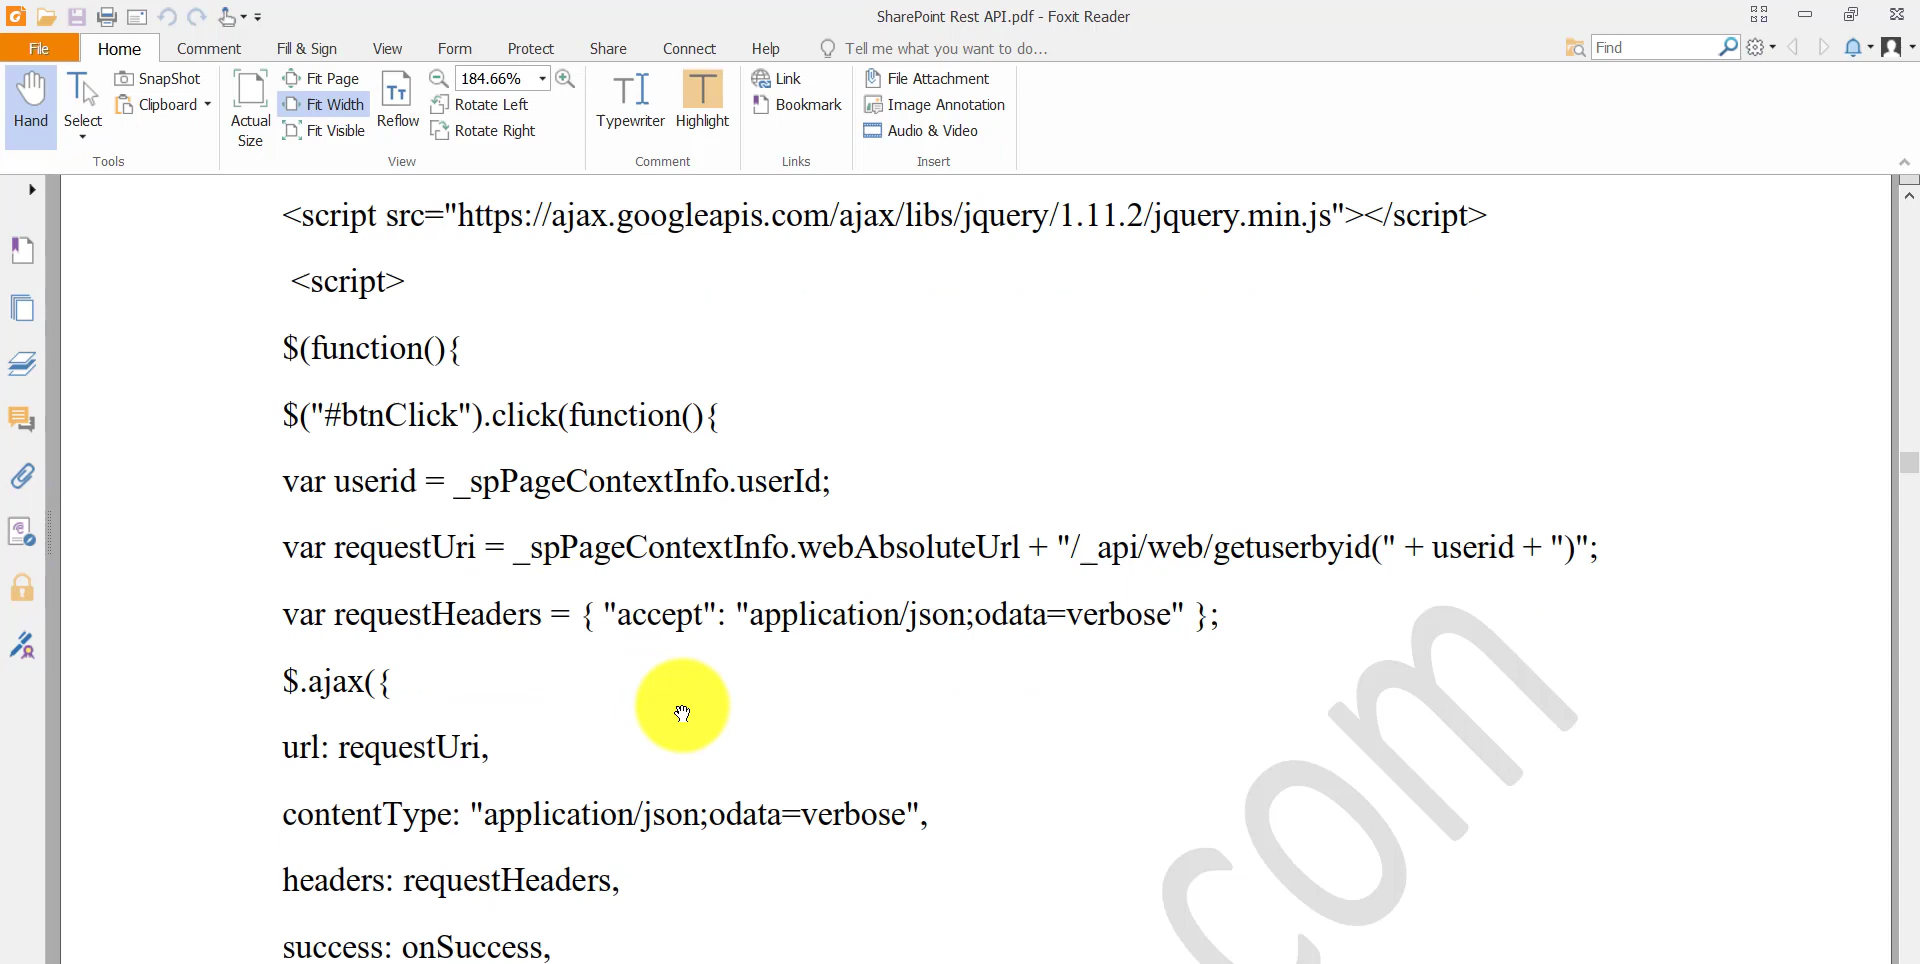 SharePoint Rest API.pdf - Foxit Reader
File Home Comment Fill & Sign View Form Protect Share Connect Help Tell me what you want to do... Find
Hand
Select
SnapShot
Clipboard
Tools
Actual Size
Fit Page
Fit Width
Fit Visible
Reflow
184.66%
Rotate Left
Rotate Right
View
Typewriter
Highlight
Comment
Link
Bookmark
Links
File Attachment
Image Annotation
Audio & Video
Insert
<script src="https://ajax.googleapis.com/ajax/libs/jquery/1.11.2/jquery.min.js"></script>
<script>
$(function(){
$("#btnClick").click(function(){
var userid = _spPageContextInfo.userId;
var requestUri = _spPageContextInfo.webAbsoluteUrl + "/_api/web/getuserbyid(" + userid + ")";
var requestHeaders = { "accept": "application/json;odata=verbose" };
$.ajax({
url: requestUri,
contentType: "application/json;odata=verbose",
headers: requestHeaders,
success: onSuccess,
com